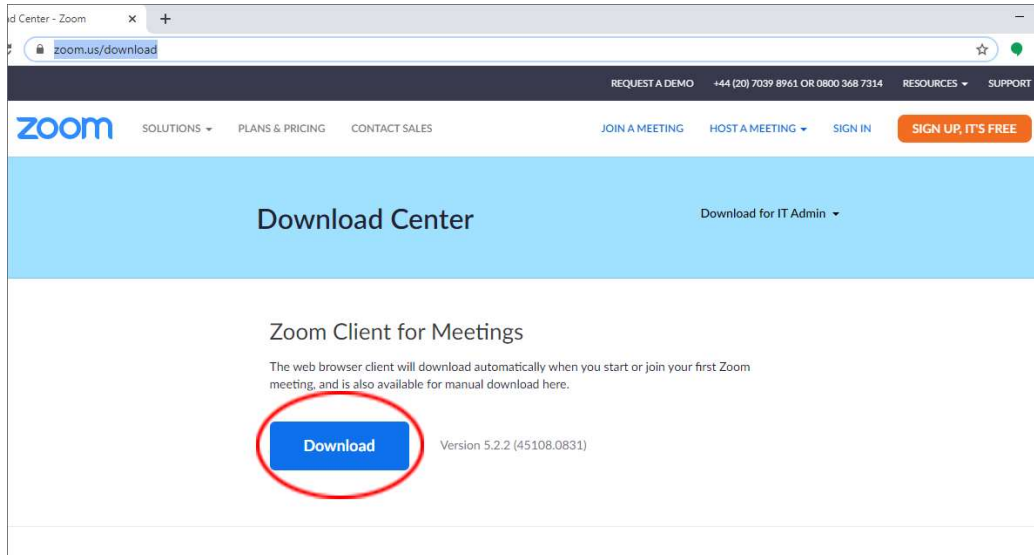 ad Center - Zoom
zoom.us/download
REQUEST A DEMO +44 (20) 7039 8961 OR 0800 368 7314 RESOURCES SUPPORT
zoom SOLUTIONS PLANS & PRICING CONTACT SALES JOIN A MEETING HOST A MEETING SIGN IN SIGN UP, IT'S FREE
Download Center Download for IT Admin
Zoom Client for Meetings
The web browser client will download automatically when you start or join your first Zoom
meeting, and is also available for manual download here.
Download Version 5.2.2 (45108.0831)